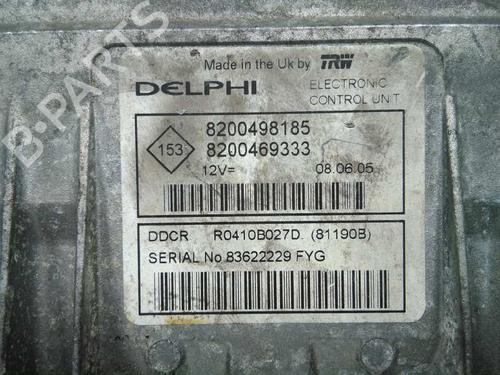 Made in the Uk by TRW
DELPHI ELECTRONIC CONTROL UNIT
153
8200498185
8200469333
12V= 08.06.05
DDCR R0410B027D (81190B)
SERIAL No 83622229 FYG
B-PARTS